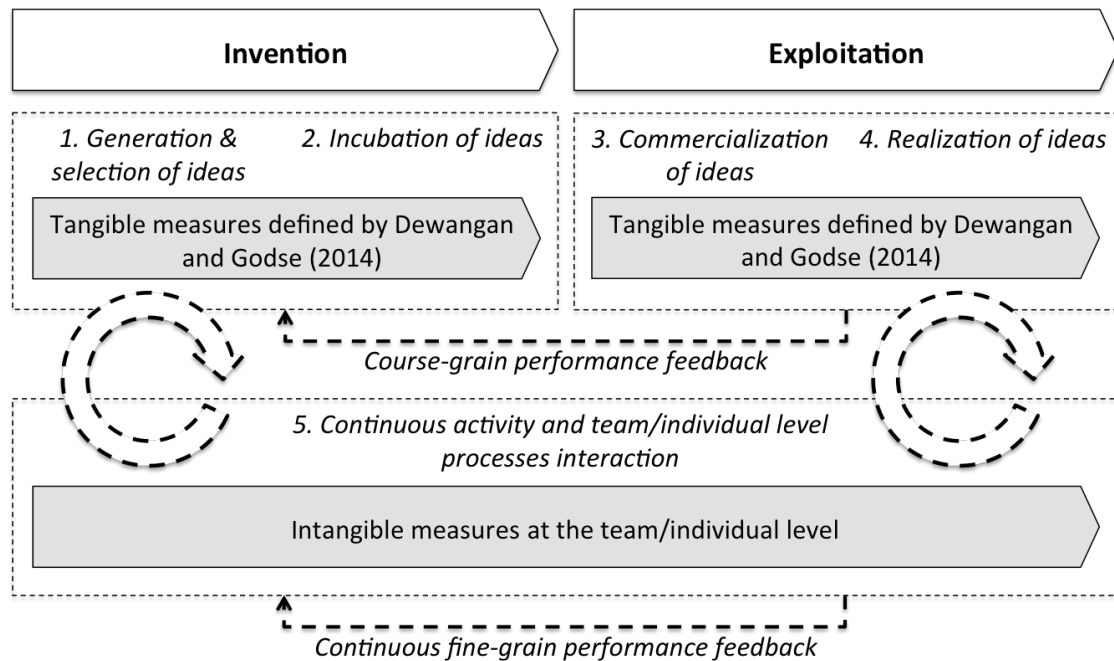 Invention
Exploitation
1. Generation &
selection of ideas
2. Incubation of ideas
3. Commercialization
of ideas
4. Realization of ideas
Tangible measures defined by Dewangan
and Godse (2014)
Tangible measures defined by Dewangan
and Godse (2014)
Course-grain performance feedback
5. Continuous activity and team/individual level
processes interaction
Intangible measures at the team/individual level
Continuous fine-grain performance feedback